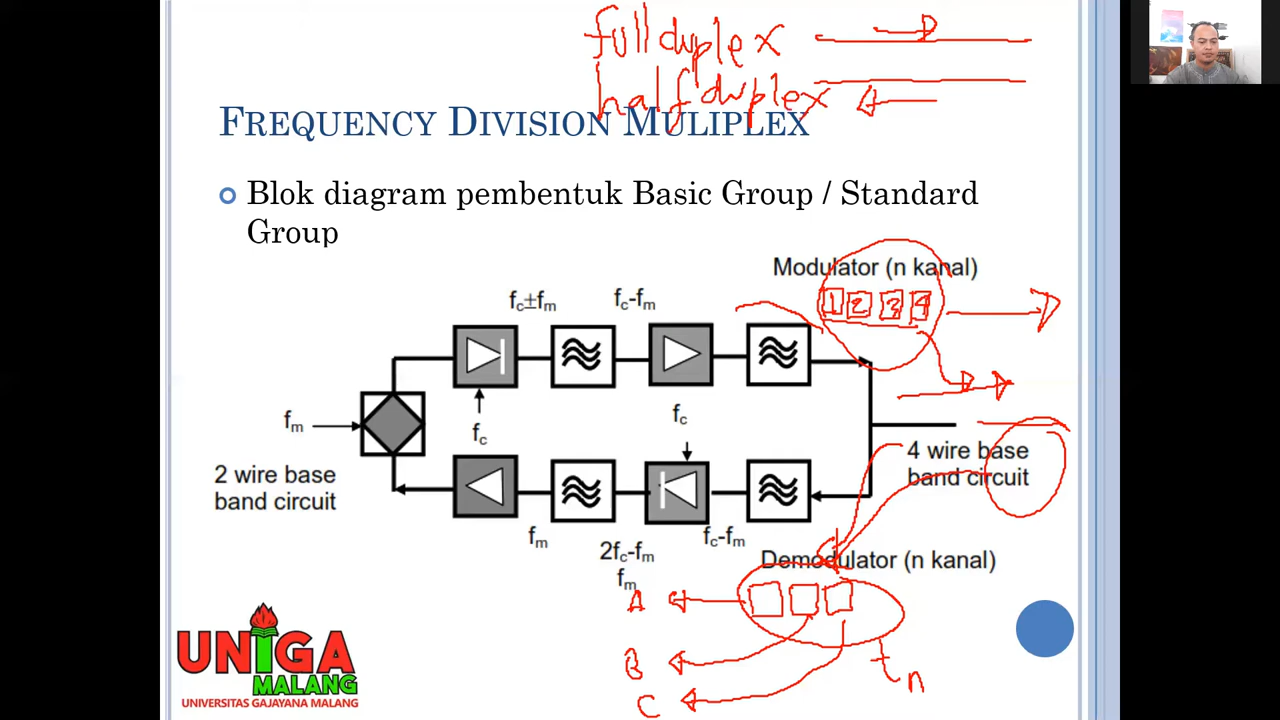 full duplex
half duplex
FREQUENCY DIVISION MULIPLEX
Blok diagram pembentuk Basic Group / Standard
Group
Modulator (n kanal)
1 2 3 4
fc±fm
fc-fm
fm
fc
fc
2 wire base
band circuit
4 wire base
band circuit
fm
2fc-fm
fm
fc-fm
Demodulator (n kanal)
A
B
C
tn
UNIGA
MALANG
UNIVERSITAS GAJAYANA MALANG